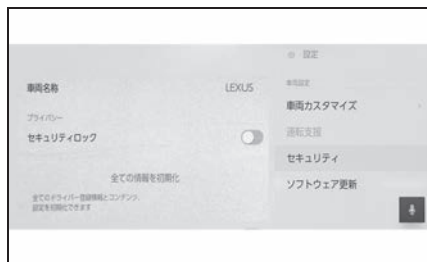 車両名称 LEXUS
プライバシー
セキュリティロック
全ての情報を初期化
全てのドライバー登録情報とコンテンツ、
設定を初期化できます
設定
車両設定
車両カスタマイズ
運転支援
セキュリティ
ソフトウェア更新